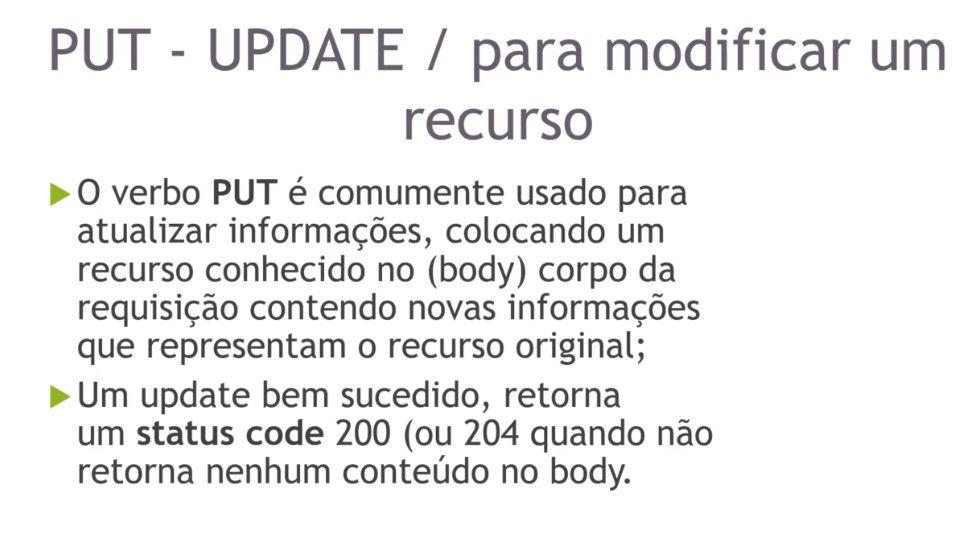 PUT - UPDATE / para modificar um
recurso
O verbo PUT é comumente usado para
atualizar informações, colocando um
recurso conhecido no (body) corpo da
requisição contendo novas informações
que representam o recurso original;
Um update bem sucedido, retorna
um status code 200 (ou 204 quando não
retorna nenhum conteúdo no body.